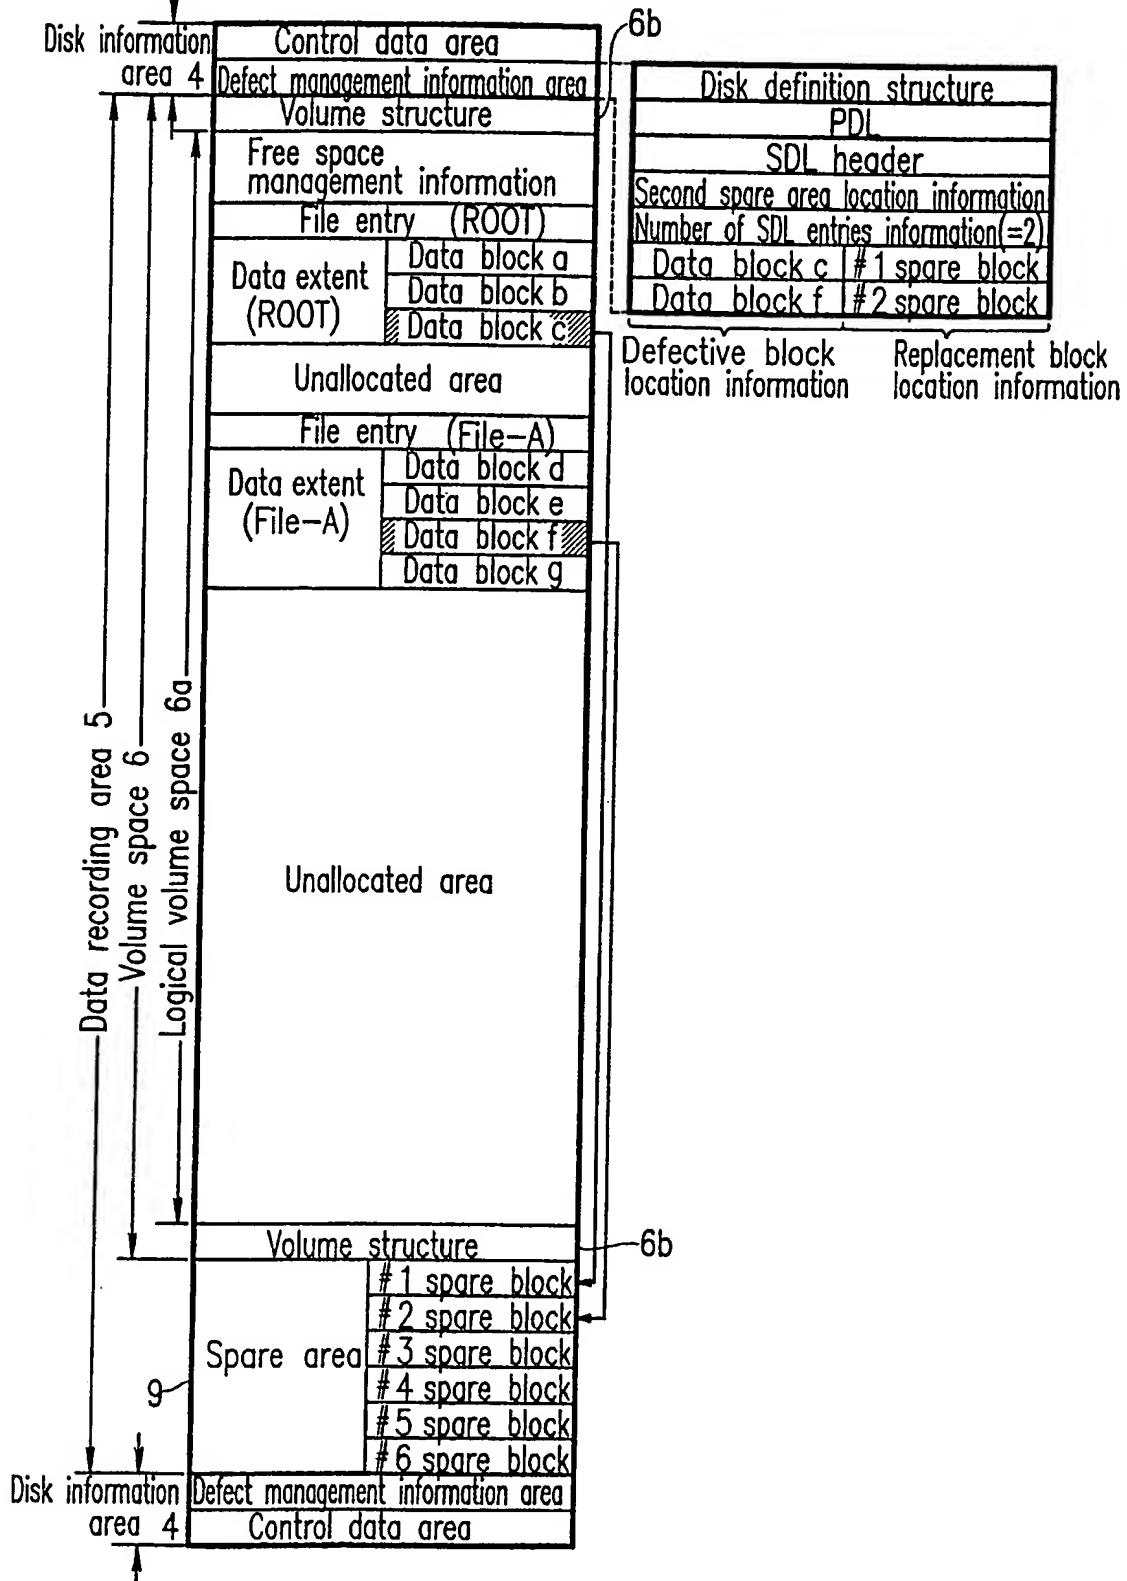 6b
Disk information
area 4
Control data area
Defect management information area
Volume structure
Free space
management information
File entry (ROOT)
Data extent
(ROOT)
Data block a
Data block b
Data block c
Unallocated area
File entry (File-A)
Data extent
(File-A)
Data block d
Data block e
Data block f
Data block g
Disk definition structure
PDL
SDL header
Second spare area location information
Number of SDL entries information(=2)
Data block c #1 spare block
Data block f #2 spare block
Defective block
location information
Replacement block
location information
Data recording area 5
Volume space 6
Logical volume space 6a
Unallocated area
Volume structure
6b
Spare area
9
#1 spare block
#2 spare block
#3 spare block
#4 spare block
#5 spare block
#6 spare block
Disk information
area 4
Defect management information area
Control data area